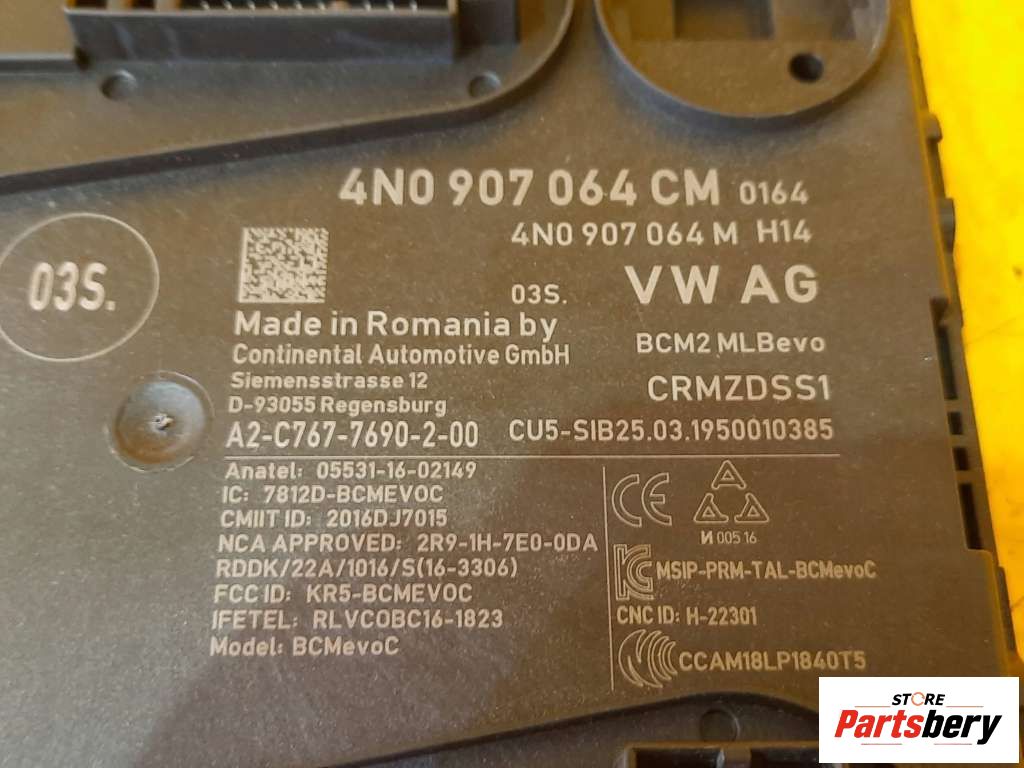 4N0 907 064 CM 0164
4N0 907 064 M H14
03S.
03S.
VW AG
Made in Romania by
Continental Automotive GmbH
BCM2 MLBevo
Siemensstrasse 12
CRMZDSS1
D-93055 Regensburg
A2-C767-7690-2-00
CU5-SIB25.03.1950010385
Anatel: 05531-16-02149
IC: 7812D-BCMEVOC
CMIIT ID: 2016DJ7015
NCA APPROVED: 2R9-1H-7E0-0DA
RDDK/22A/1016/S(16-3306)
FCC ID: KR5-BCMEVOC
IFETEL: RLVCOBC16-1823
Model: BCMevoC
CE
И 005 16
MSIP-PRM-TAL-BCMevoC
CNC ID: H-22301
CCAM18LP1840T5
STORE
Partsbery